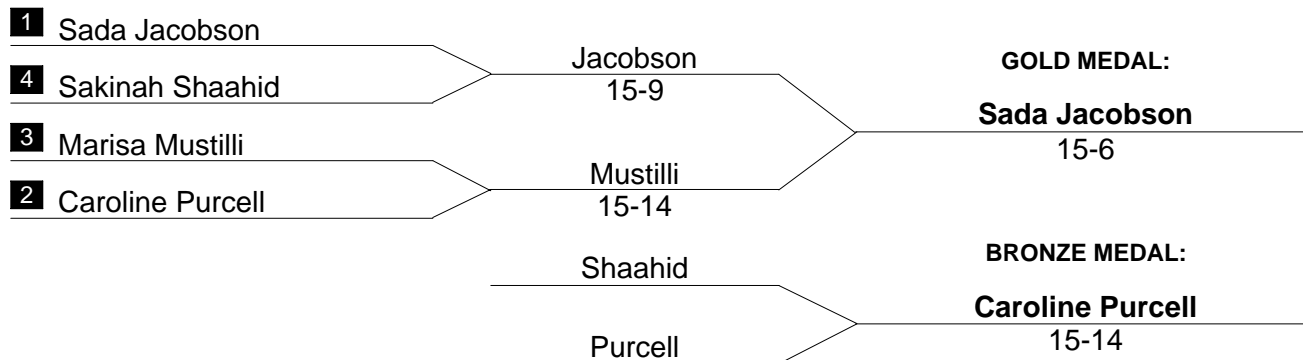 1 Sada Jacobson
4 Sakinah Shaahid
3 Marisa Mustilli
2 Caroline Purcell
Jacobson
15-9
Mustilli
15-14
GOLD MEDAL:
Sada Jacobson
15-6
Shaahid
Purcell
BRONZE MEDAL:
Caroline Purcell
15-14